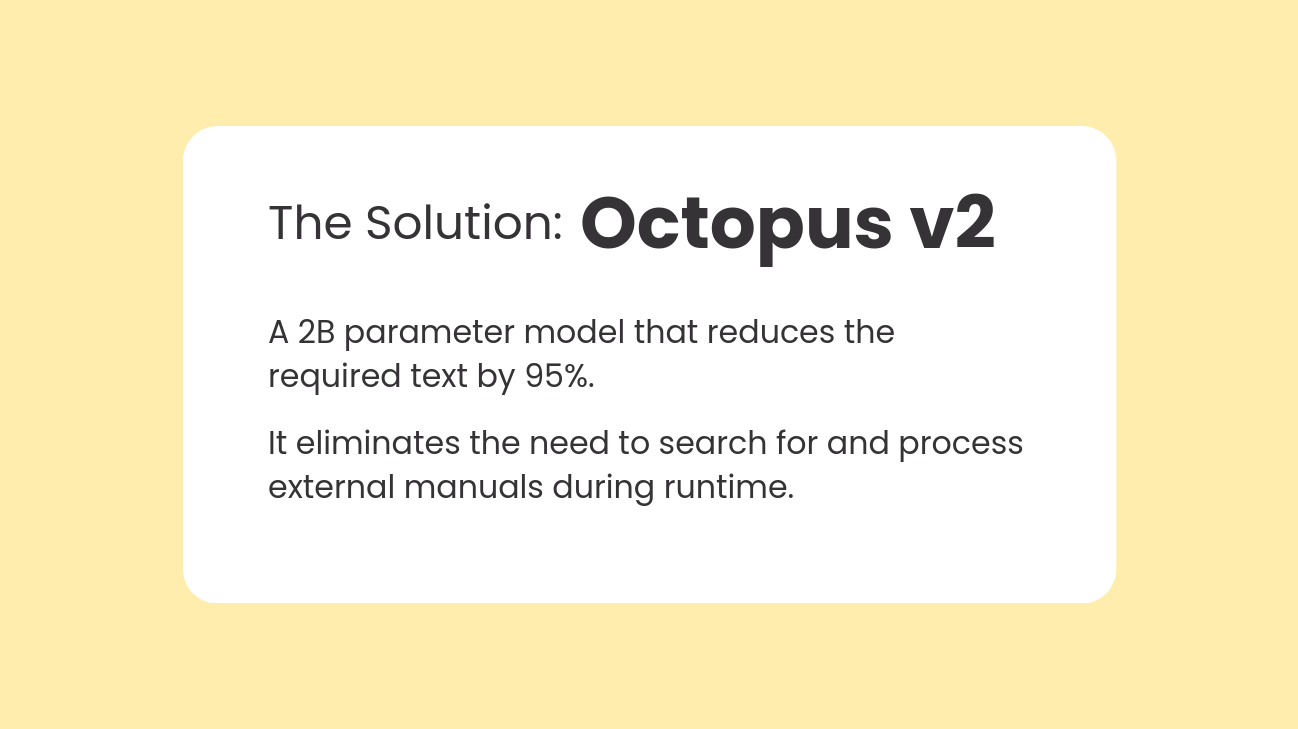 The Solution: Octopus v2
A 2B parameter model that reduces the
required text by 95%.
It eliminates the need to search for and process
external manuals during runtime.